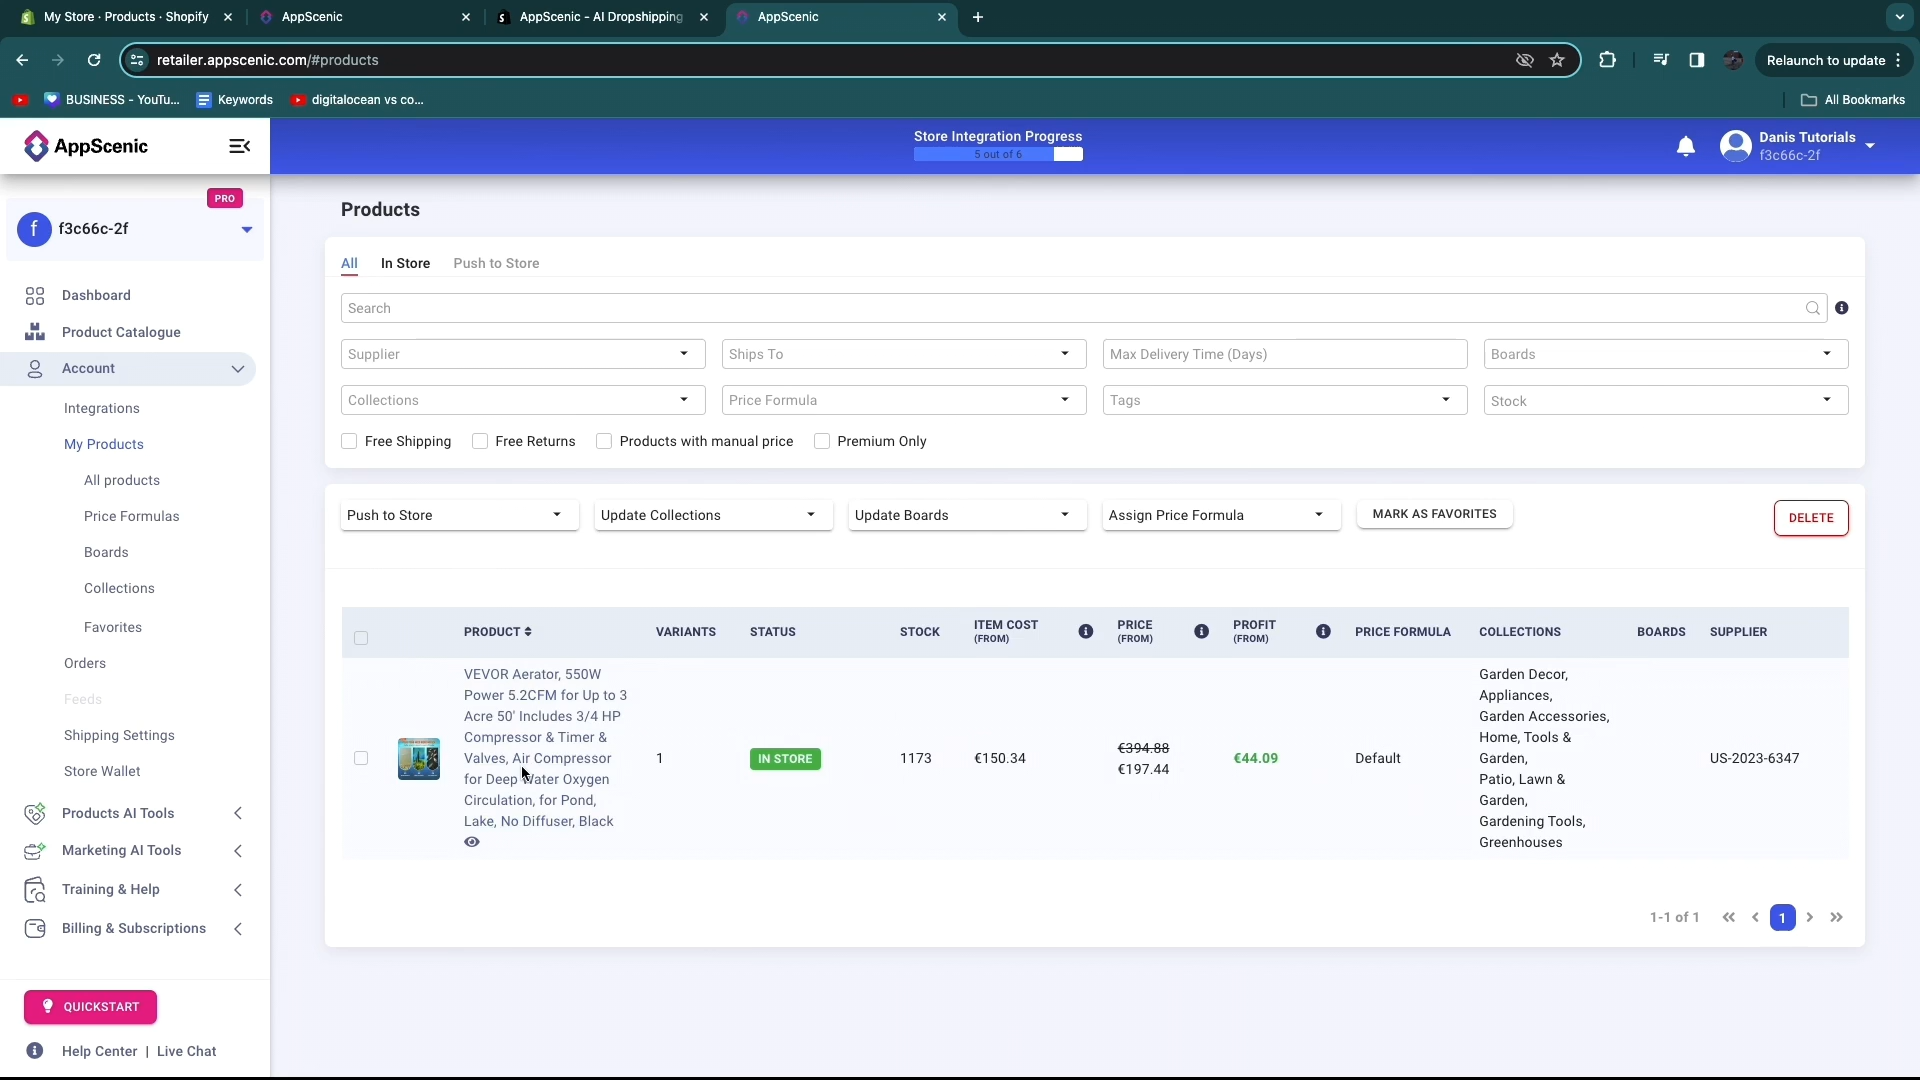 My Store · Products · Shopify
AppScenic
AppScenic - AI Dropshipping
AppScenic
retailer.appscenic.com/#products
Relaunch to update
BUSINESS - YouTu...
Keywords
digitalocean vs co...
All Bookmarks
AppScenic
Store Integration Progress
5 out of 6
Danis Tutorials
f3c66c-2f
PRO
f
f3c66c-2f
Dashboard
Product Catalogue
Account
Integrations
My Products
All products
Price Formulas
Boards
Collections
Favorites
Orders
Feeds
Shipping Settings
Store Wallet
Products AI Tools
Marketing AI Tools
Training & Help
Billing & Subscriptions
QUICKSTART
Help Center | Live Chat
Products
All In Store Push to Store
Search
Supplier Ships To Max Delivery Time (Days) Boards
Collections Price Formula Tags Stock
Free Shipping Free Returns Products with manual price Premium Only
Push to Store Update Collections Update Boards Assign Price Formula MARK AS FAVORITES DELETE
PRODUCT VARIANTS STATUS STOCK ITEM COST (FROM) PRICE (FROM) PROFIT (FROM) PRICE FORMULA COLLECTIONS BOARDS SUPPLIER
VEVOR Aerator, 550W
Power 5.2CFM for Up to 3
Acre 50' Includes 3/4 HP
Compressor & Timer &
Valves, Air Compressor
for Deep Water Oxygen
Circulation, for Pond,
Lake, No Diffuser, Black
1
IN STORE
1173
€150.34
€394.88
€197.44
€44.09
Default
Garden Decor,
Appliances,
Garden Accessories,
Home, Tools &
Garden,
Patio, Lawn &
Garden,
Gardening Tools,
Greenhouses
US-2023-6347
1-1 of 1
1